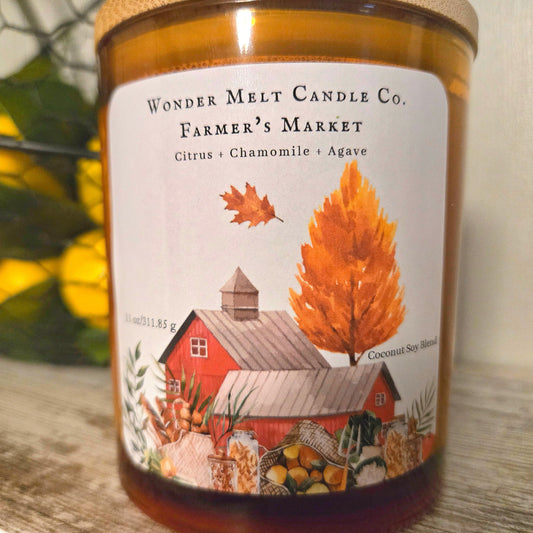 Wonder Melt Candle Co.
Farmer's Market
Citrus + Chamomile + Agave
11 oz/311.85 g
Coconut Soy Blend